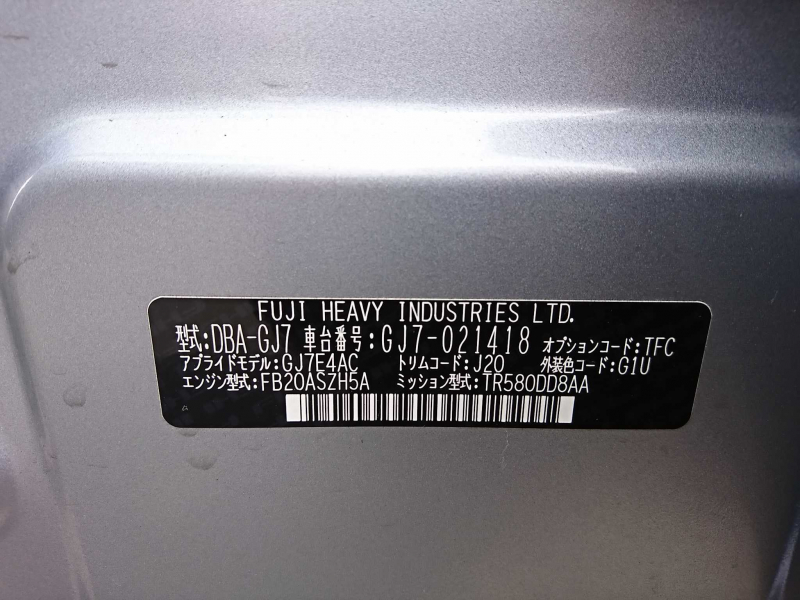 FUJI HEAVY INDUSTRIES LTD.
型式:DBA-GJ7 車台番号:GJ7-021418 オプションコード:TFC
アプライドモデル:GJ7E4AC トリムコード:J20 外装色コード:G1U
エンジン型式:FB20ASZH5A ミッション型式:TR580DD8AA